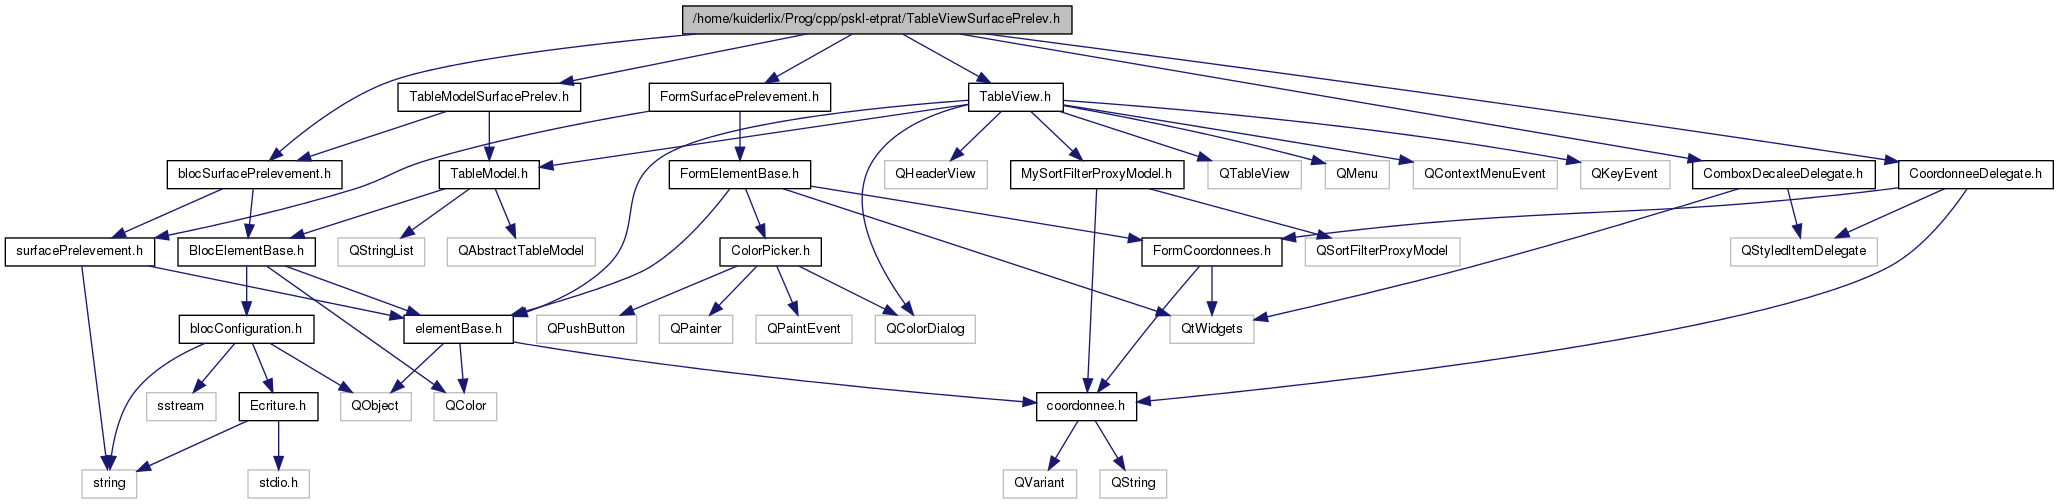 /home/kuiderlix/Prog/cpp/pskl-etprat/TableViewSurfacePrelev.h
TableModelSurfacePrelev.h
FormSurfacePrelevement.h
TableView.h
blocSurfacePrelevement.h
TableModel.h
FormElementBase.h
QHeaderView
MySortFilterProxyModel.h
QTableView
QMenu
QContextMenuEvent
QKeyEvent
ComboxDecaleeDelegate.h
CoordonneeDelegate.h
surfacePrelevement.h
BlocElementBase.h
QStringList
QAbstractTableModel
ColorPicker.h
FormCoordonnees.h
QSortFilterProxyModel
QStyledItemDelegate
blocConfiguration.h
elementBase.h
QPushButton
QPainter
QPaintEvent
QColorDialog
QtWidgets
sstream
Ecriture.h
QObject
QColor
coordonnee.h
string
stdio.h
QVariant
QString